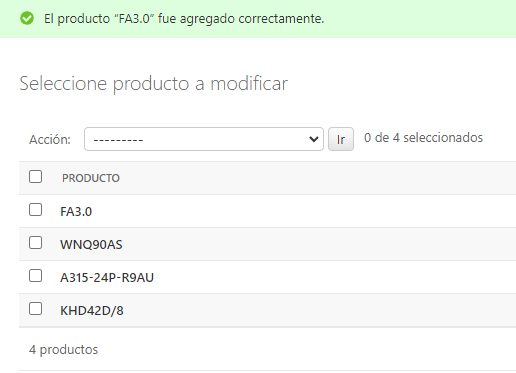 El producto “FA3.0” fue agregado correctamente.
Seleccione producto a modificar
Acción: --------- Ir 0 de 4 seleccionados
PRODUCTO
FA3.0
WNQ90AS
A315-24P-R9AU
KHD42D/8
4 productos